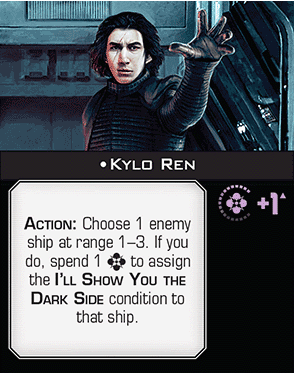 • KYLO REN
+1
ACTION: Choose 1 enemy
ship at range 1–3. If you
do, spend 1 to assign
the I'LL SHOW YOU THE
DARK SIDE condition to
that ship.